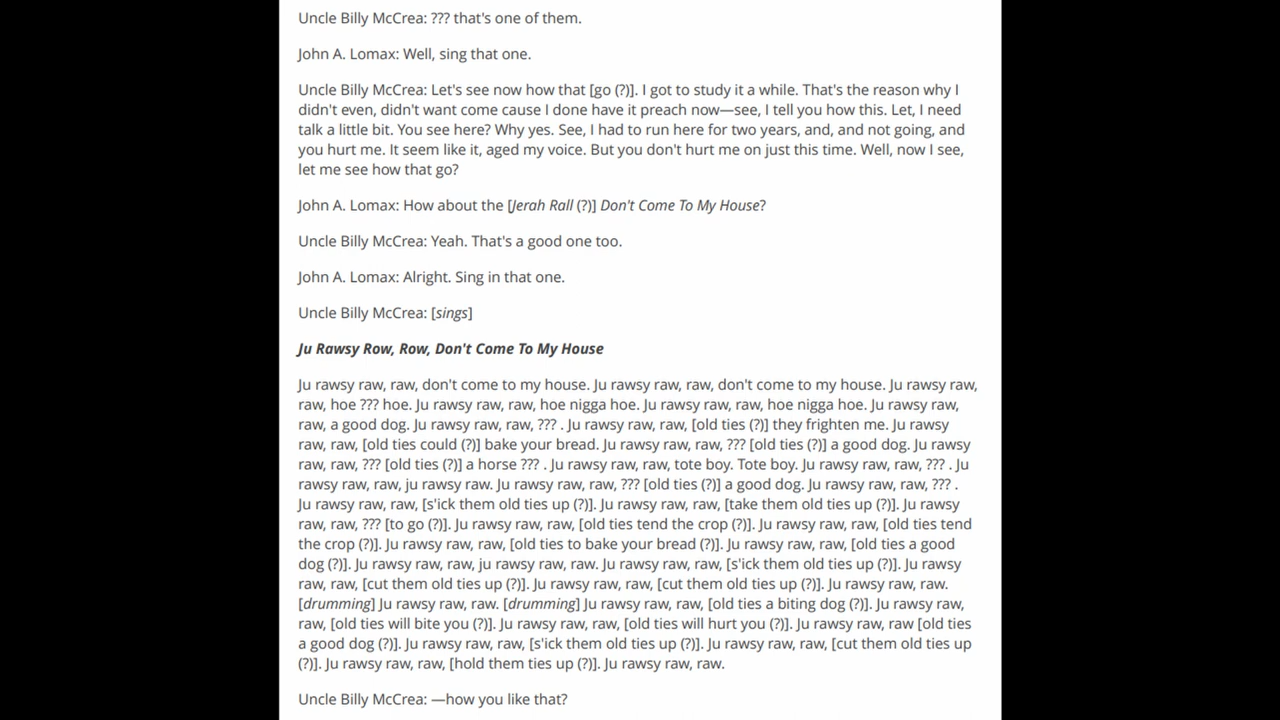 Uncle Billy McCrea: ??? that's one of them.
John A. Lomax: Well, sing that one.
Uncle Billy McCrea: Let's see now how that [go (?)]. I got to study it a while. That's the reason why I
didn't even, didn't want come cause I done have it preach now—see, I tell you how this. Let, I need
talk a little bit. You see here? Why yes. See, I had to run here for two years, and, and not going, and
you hurt me. It seem like it, aged my voice. But you don't hurt me on just this time. Well, now I see,
let me see how that go?
John A. Lomax: How about the [Jerah Rall (?)] Don't Come To My House?
Uncle Billy McCrea: Yeah. That's a good one too.
John A. Lomax: Alright. Sing in that one.
Uncle Billy McCrea: [sings]
Ju Rawsy Row, Row, Don't Come To My House
Ju rawsy raw, raw, don't come to my house. Ju rawsy raw, raw, don't come to my house. Ju rawsy raw,
raw, hoe ??? hoe. Ju rawsy raw, raw, hoe nigga hoe. Ju rawsy raw, raw, hoe nigga hoe. Ju rawsy raw,
raw, a good dog. Ju rawsy raw, raw, ??? . Ju rawsy raw, raw, [old ties (?)] they frighten me. Ju rawsy
raw, raw, [old ties could (?)] bake your bread. Ju rawsy raw, raw, ??? [old ties (?)] a good dog. Ju rawsy
raw, raw, ??? [old ties (?)] a horse ??? . Ju rawsy raw, raw, tote boy. Tote boy. Ju rawsy raw, raw, ??? . Ju
rawsy raw, raw, ju rawsy raw. Ju rawsy raw, raw, ??? [old ties (?)] a good dog. Ju rawsy raw, raw, ??? .
Ju rawsy raw, raw, [s'ick them old ties up (?)]. Ju rawsy raw, raw, [take them old ties up (?)]. Ju rawsy
raw, raw, ??? [to go (?)]. Ju rawsy raw, raw, [old ties tend the crop (?)]. Ju rawsy raw, raw, [old ties tend
the crop (?)]. Ju rawsy raw, raw, [old ties to bake your bread (?)]. Ju rawsy raw, raw, [old ties a good
dog (?)]. Ju rawsy raw, raw, ju rawsy raw, raw. Ju rawsy raw, raw, [s'ick them old ties up (?)]. Ju rawsy
raw, raw, [cut them old ties up (?)]. Ju rawsy raw, raw, [cut them old ties up (?)]. Ju rawsy raw, raw.
[drumming] Ju rawsy raw, raw. [drumming] Ju rawsy raw, raw, [old ties a biting dog (?)]. Ju rawsy raw,
raw, [old ties will bite you (?)]. Ju rawsy raw, raw, [old ties will hurt you (?)]. Ju rawsy raw, raw [old ties
a good dog (?)]. Ju rawsy raw, raw, [s'ick them old ties up (?)]. Ju rawsy raw, raw, [cut them old ties up
(?)]. Ju rawsy raw, raw, [hold them ties up (?)]. Ju rawsy raw, raw.
Uncle Billy McCrea: —how you like that?